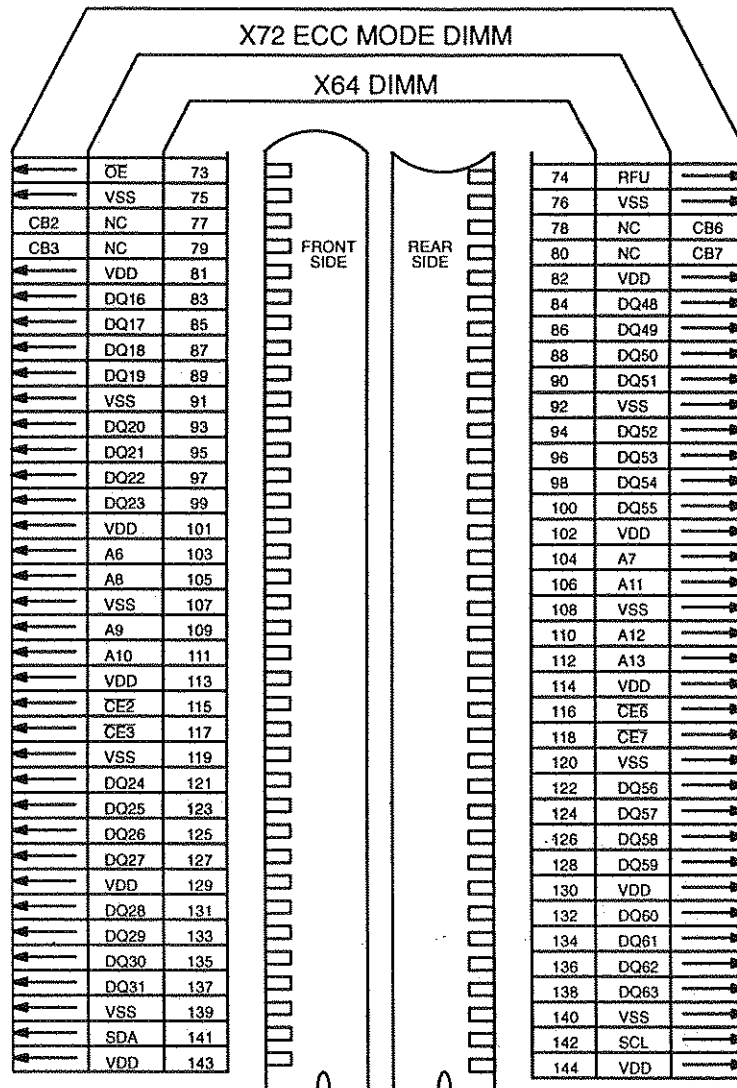 X72 ECC MODE DIMM
X64 DIMM
FRONT SIDE
REAR SIDE
OE 73 74 RFU
VSS 75 76 VSS
CB2 NC 77 78 NC CB6
CB3 NC 79 80 NC CB7
VDD 81 82 VDD
DQ16 83 84 DQ48
DQ17 85 86 DQ49
DQ18 87 88 DQ50
DQ19 89 90 DQ51
VSS 91 92 VSS
DQ20 93 94 DQ52
DQ21 95 96 DQ53
DQ22 97 98 DQ54
DQ23 99 100 DQ55
VDD 101 102 VDD
A6 103 104 A7
A8 105 106 A11
VSS 107 108 VSS
A9 109 110 A12
A10 111 112 A13
VDD 113 114 VDD
CE2 115 116 CE6
CE3 117 118 CE7
VSS 119 120 VSS
DQ24 121 122 DQ56
DQ25 123 124 DQ57
DQ26 125 126 DQ58
DQ27 127 128 DQ59
VDD 129 130 VDD
DQ28 131 132 DQ60
DQ29 133 134 DQ61
DQ30 135 136 DQ62
DQ31 137 138 DQ63
VSS 139 140 VSS
SDA 141 142 SCL
VDD 143 144 VDD